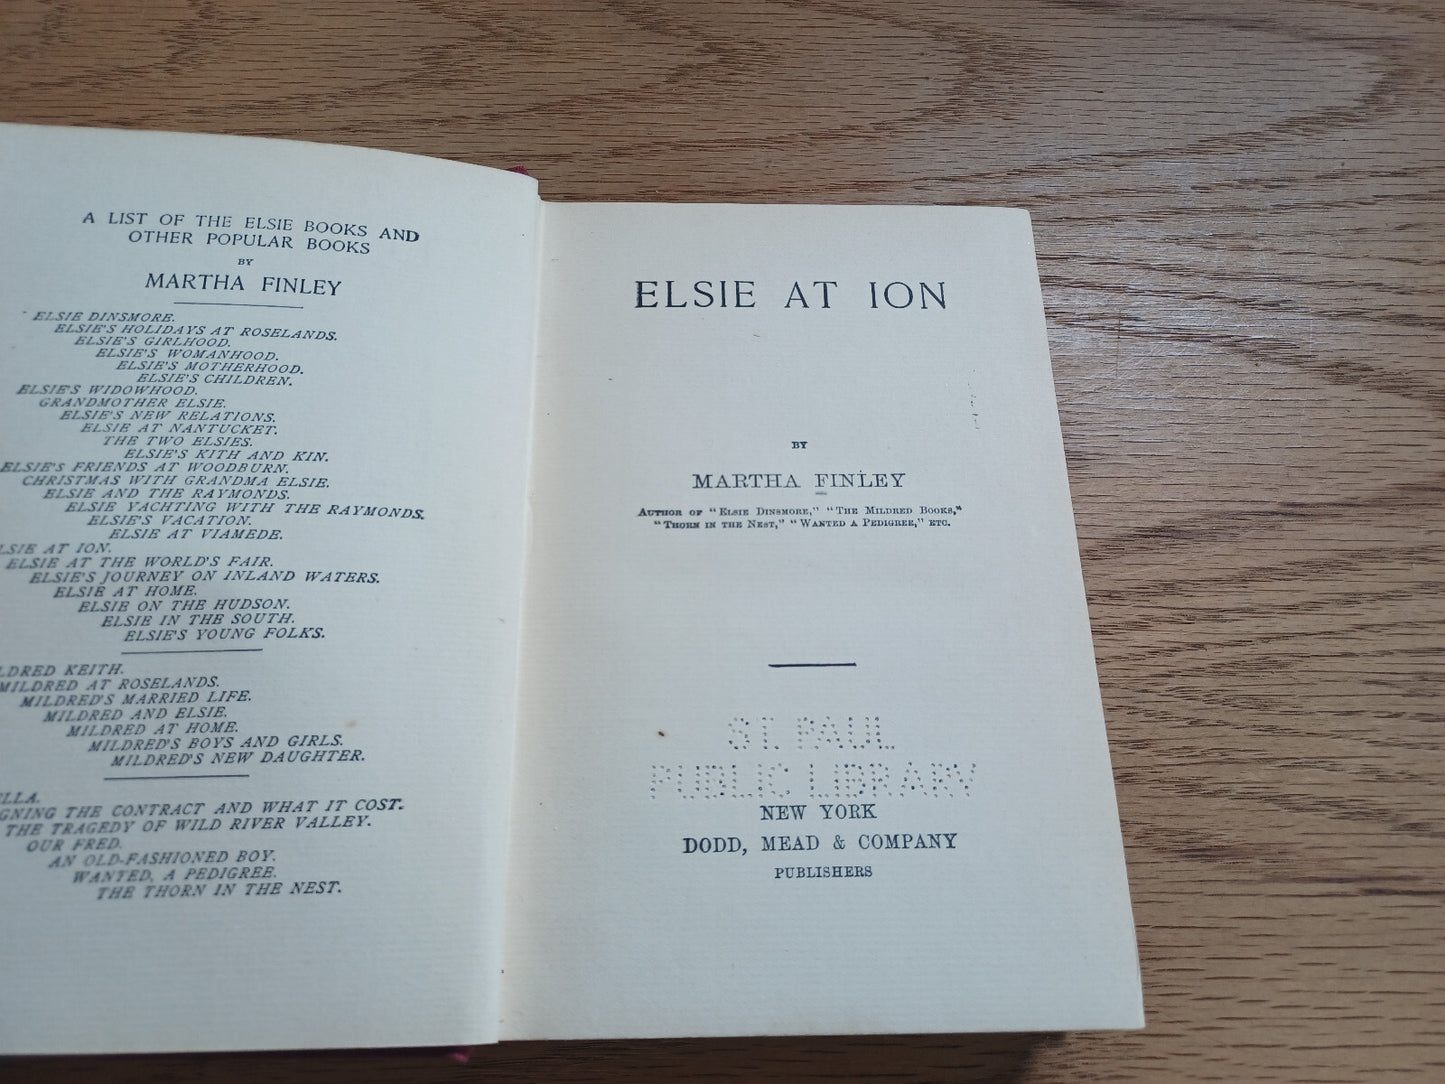 A LIST OF THE ELSIE BOOKS AND
OTHER POPULAR BOOKS
BY
MARTHA FINLEY
ELSIE DINSMORE.
ELSIE'S HOLIDAYS AT ROSELANDS.
ELSIE'S GIRLHOOD.
ELSIE'S WOMANHOOD.
ELSIE'S MOTHERHOOD.
ELSIE'S CHILDREN.
ELSIE'S WIDOWHOOD.
GRANDMOTHER ELSIE.
ELSIE'S NEW RELATIONS.
ELSIE AT NANTUCKET.
THE TWO ELSIES.
ELSIE'S KITH AND KIN.
ELSIE'S FRIENDS AT WOODBURN.
CHRISTMAS WITH GRANDMA ELSIE.
ELSIE AND THE RAYMONDS.
ELSIE YACHTING WITH THE RAYMONDS.
ELSIE'S VACATION.
ELSIE AT VIAMEDE.
LSIE AT ION.
ELSIE AT THE WORLD'S FAIR.
ELSIE'S JOURNEY ON INLAND WATERS.
ELSIE AT HOME.
ELSIE ON THE HUDSON.
ELSIE IN THE SOUTH.
ELSIE'S YOUNG FOLKS.
LDRED KEITH.
MILDRED AT ROSELANDS.
MILDRED'S MARRIED LIFE.
MILDRED AND ELSIE.
MILDRED AT HOME.
MILDRED'S BOYS AND GIRLS.
MILDRED'S NEW DAUGHTER.
ELLA.
GNING THE CONTRACT AND WHAT IT COST.
THE TRAGEDY OF WILD RIVER VALLEY.
OUR FRED.
AN OLD-FASHIONED BOY.
WANTED, A PEDIGREE.
THE THORN IN THE NEST.
ELSIE AT ION
BY
MARTHA FINLEY
AUTHOR OF "ELSIE DINSMORE," "THE MILDRED BOOKS,"
"THORN IN THE NEST," "WANTED A PEDIGREE," ETC.
ST. PAUL
PUBLIC LIBRARY
NEW YORK
DODD, MEAD & COMPANY
PUBLISHERS